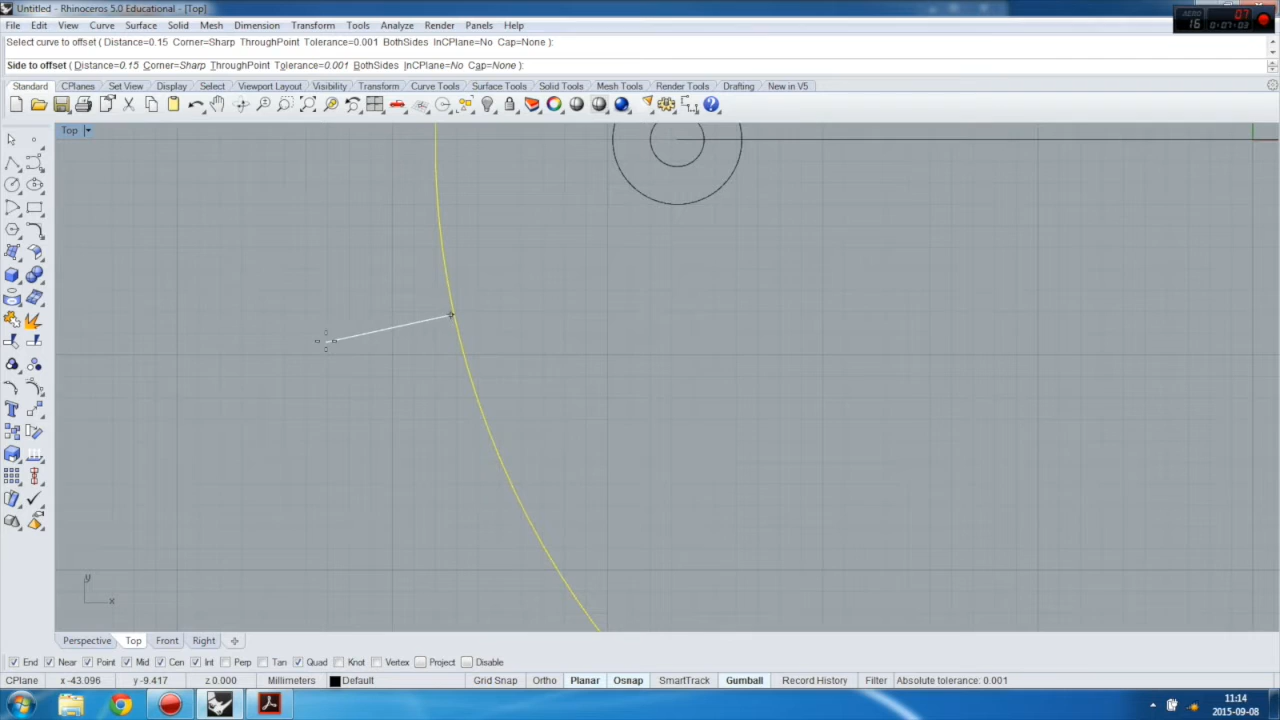 Untitled - Rhinoceros 5.0 Educational - [Top]
File Edit View Curve Surface Solid Mesh Dimension Transform Tools Analyze Render Panels Help
AERO 16 07 0:07:03
Select curve to offset ( Distance=0.15 Corner=Sharp ThroughPoint Tolerance=0.001 BothSides InCPlane=No Cap=None ):
Side to offset ( Distance=0.15 Corner=Sharp ThroughPoint Tolerance=0.001 BothSides InCPlane=No Cap=None ):
Standard CPlanes Set View Display Select Viewport Layout Visibility Transform Curve Tools Surface Tools Solid Tools Mesh Tools Render Tools Drafting New in V5
Top
y
x
Perspective Top Front Right
End Near Point Mid Cen Int Perp Tan Quad Knot Vertex Project Disable
CPlane x -43.096 y -9.417 z 0.000 Millimeters Default Grid Snap Ortho Planar Osnap SmartTrack Gumball Record History Filter Absolute tolerance: 0.001
11:14
2015-09-08